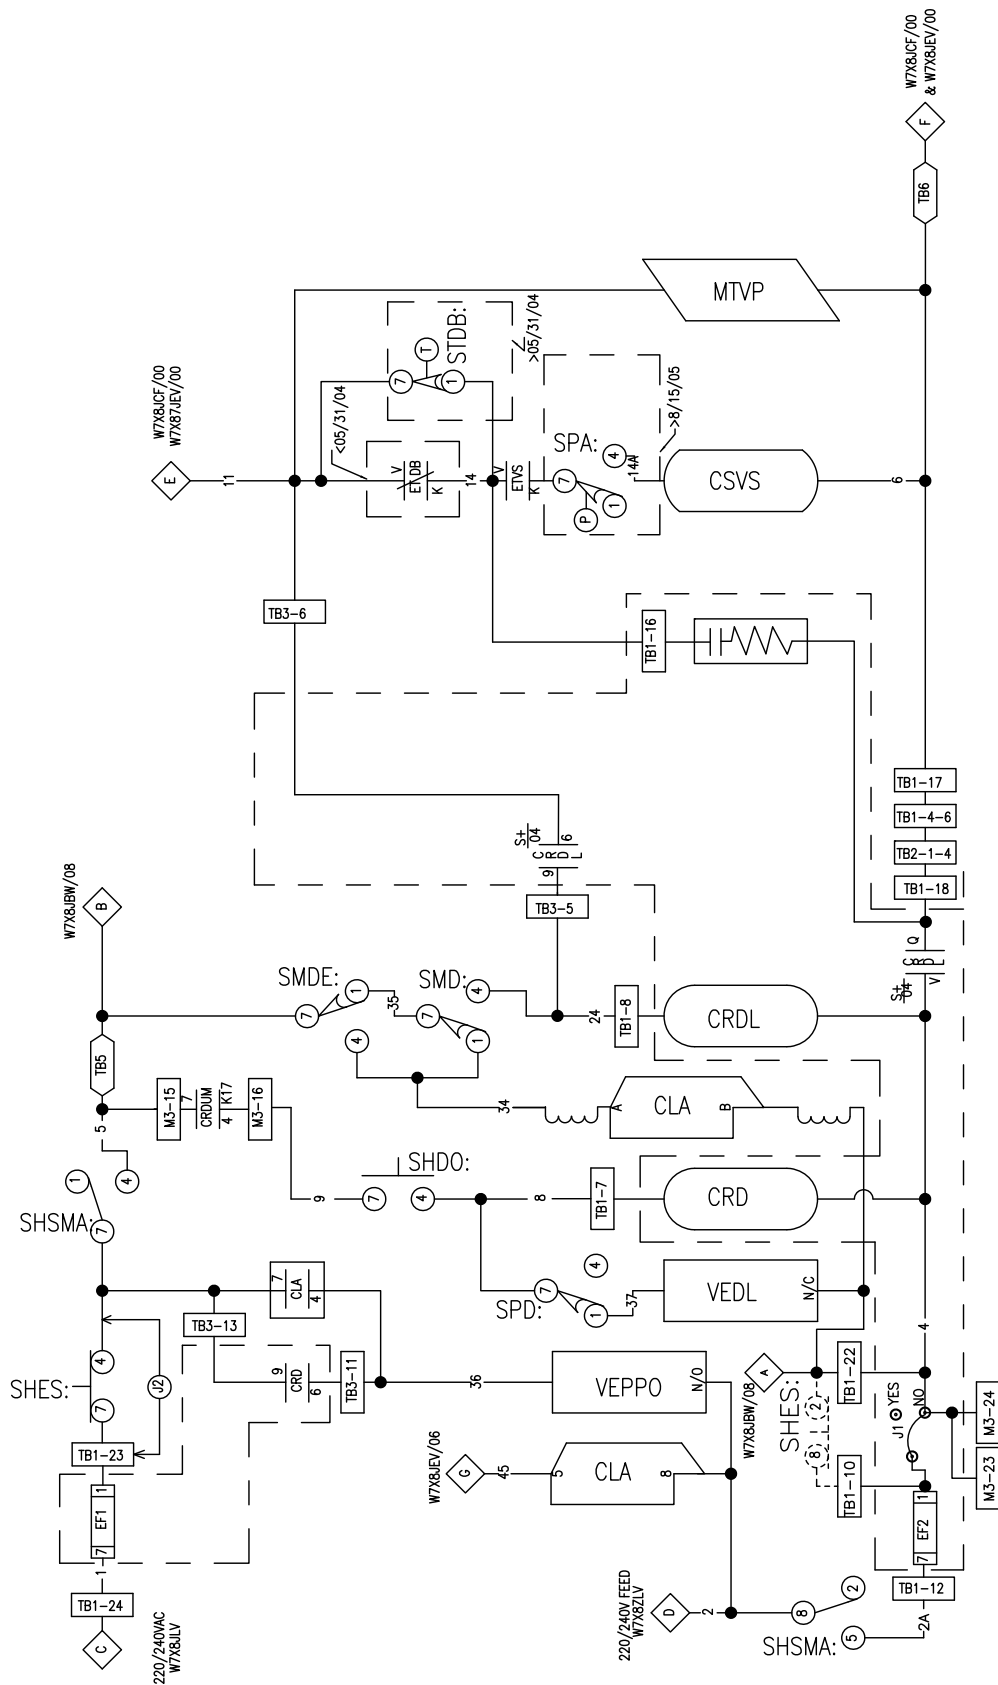 C
220/240VAC
W7X8JLV
TB1-24
1
7
EF1
1
TB1-23
SHES:
7
4
J2
TB3-13
9
CRD
6
TB3-11
7
CLA
4
SHSMA:
7
1
4
5
TB5
M3-15
7
CRDUM
4
K17
M3-16
B
W7X8JBW/08
E
W7X8JCF/00
W7X87JEV/00
11
TB3-6
<05/31/04
V
ET DB
K
14
7
T
1
STDB:
>05/31/04
V
ETVS
K
SPA:
7
4
P
1
14A
>8/15/05
CSVS
6
MTVP
W7X8JCF/00
& W7X8JEV/00
F
TB6
TB1-16
S+
04
C
R
D
L
9
6
TB3-5
SMDE:
7
1
4
35
SMD:
7
4
1
24
TB1-8
CRDL
34
A
CLA
B
9
SHDO:
7
4
8
TB1-7
CRD
SPD:
7
4
1
37
VEDL
N/C
36
VEPPO
N/O
W7X8JEV/06
G
45
5
CLA
8
220/240V FEED
W7X8ZLV
D
2
8
2
SHSMA:
5
2A
TB1-12
7
EF2
1
W7X8JBW/08
A
SHES:
8
2
TB1-10
TB1-22
J1
YES
NO
M3-23
M3-24
4
S+
04
C
R
D
L
V
Q
TB1-18
TB2-1-4
TB1-4-6
TB1-17